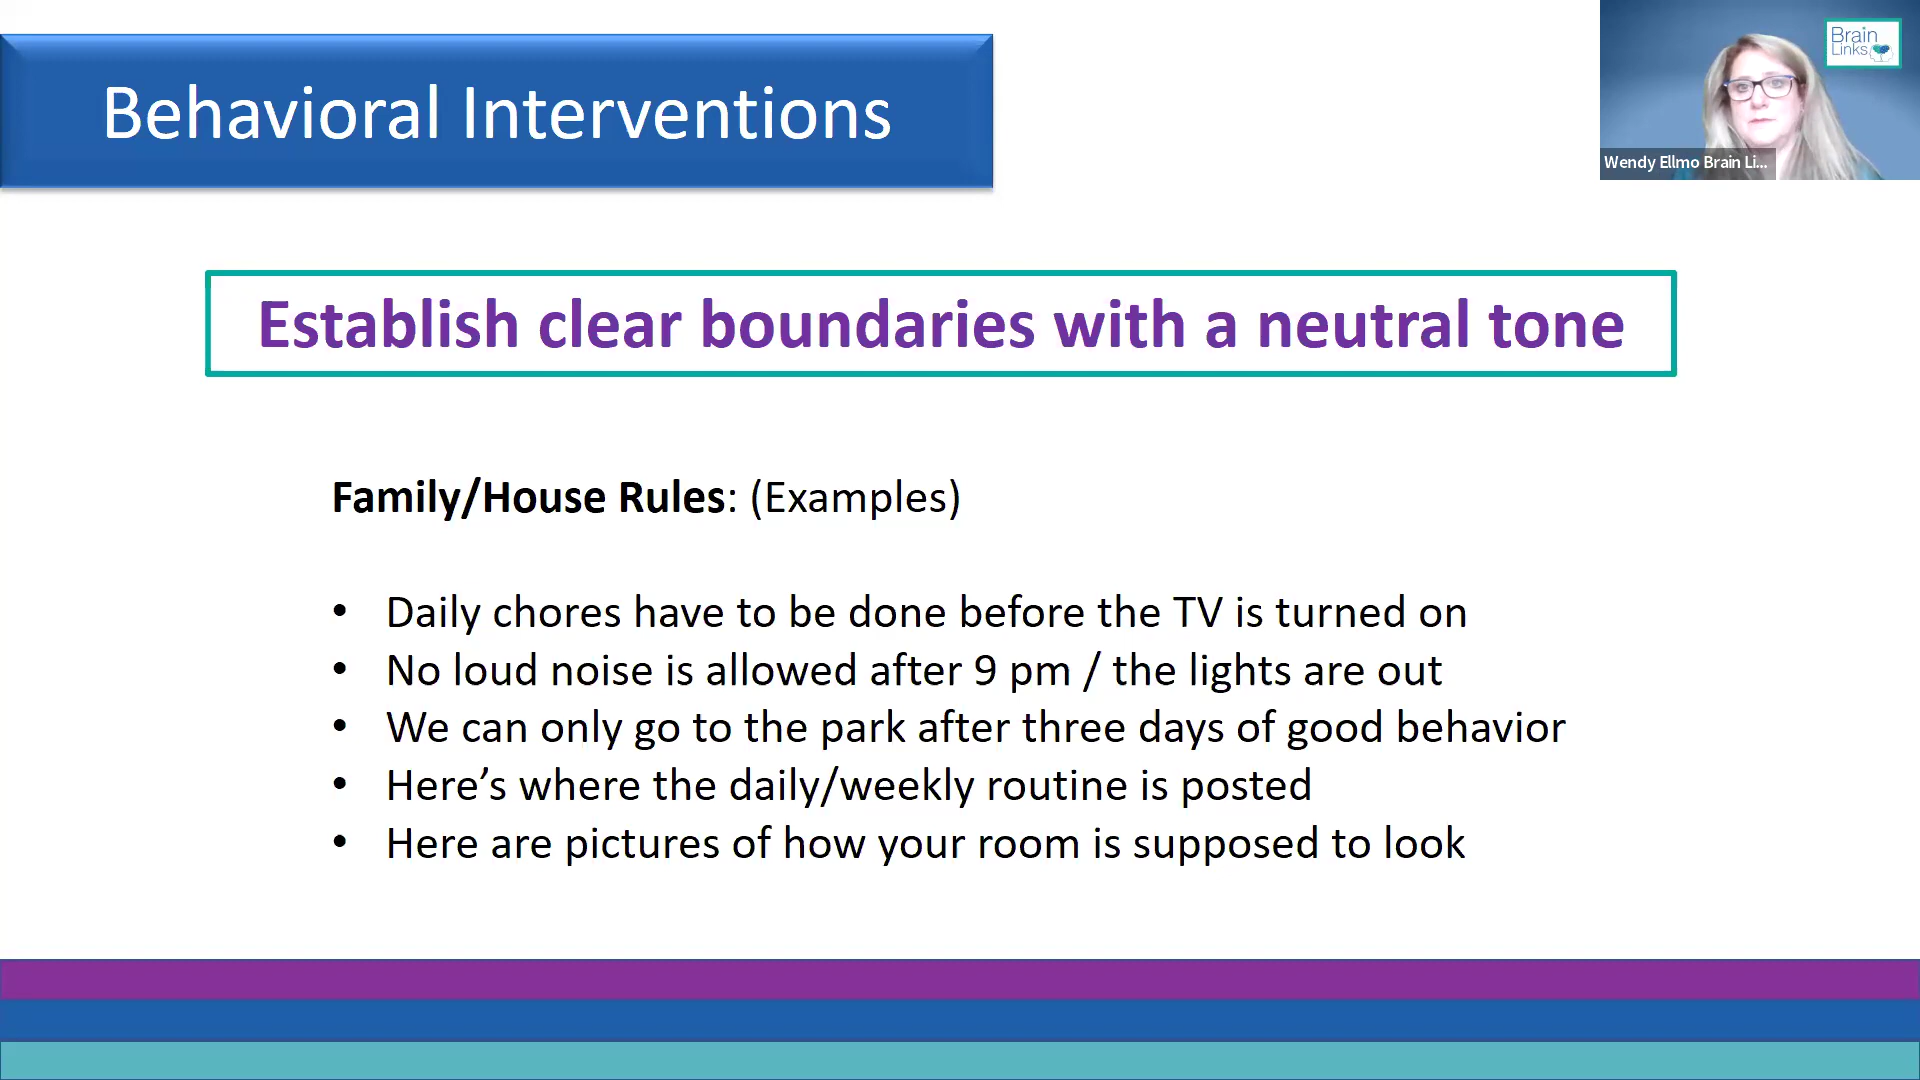 Behavioral Interventions
Brain
Links
Wendy Ellmo Brain Li...
Establish clear boundaries with a neutral tone
Family/House Rules: (Examples)
• Daily chores have to be done before the TV is turned on
• No loud noise is allowed after 9 pm / the lights are out
• We can only go to the park after three days of good behavior
• Here’s where the daily/weekly routine is posted
• Here are pictures of how your room is supposed to look